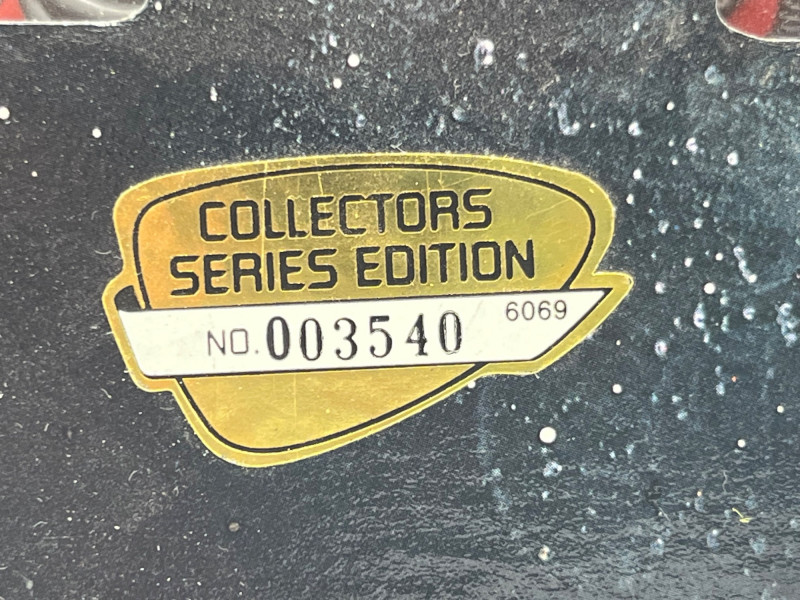 COLLECTORS
SERIES EDITION
6069
NO. 003540